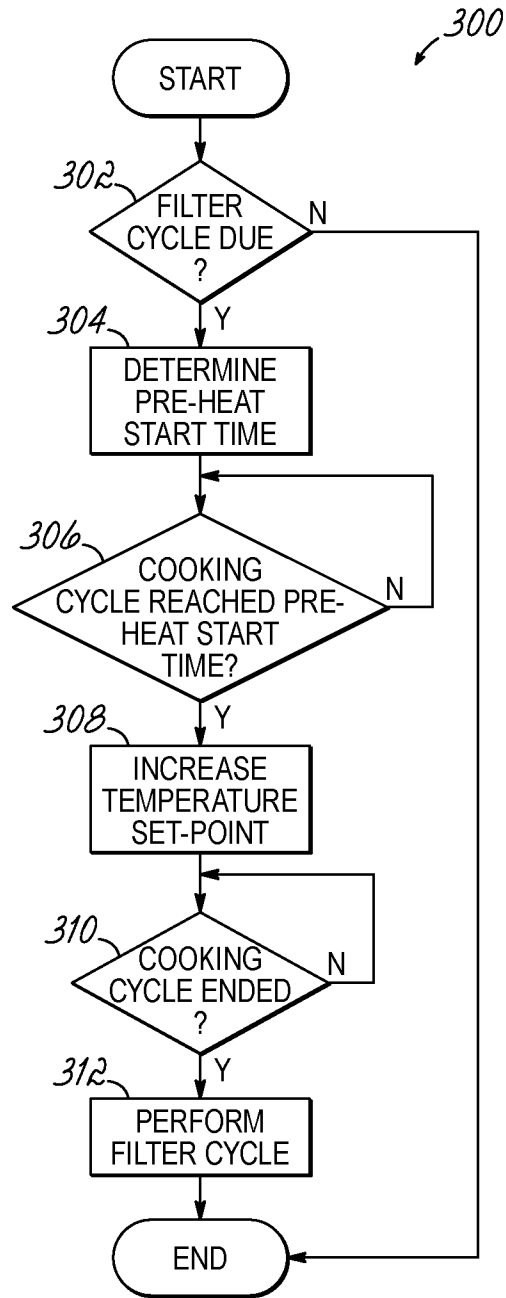 300
START
302
FILTER
CYCLE DUE
?
N
Y
304
DETERMINE
PRE-HEAT
START TIME
306
COOKING
CYCLE REACHED PRE-
HEAT START
TIME?
N
Y
308
INCREASE
TEMPERATURE
SET-POINT
310
COOKING
CYCLE ENDED
?
N
Y
312
PERFORM
FILTER CYCLE
END